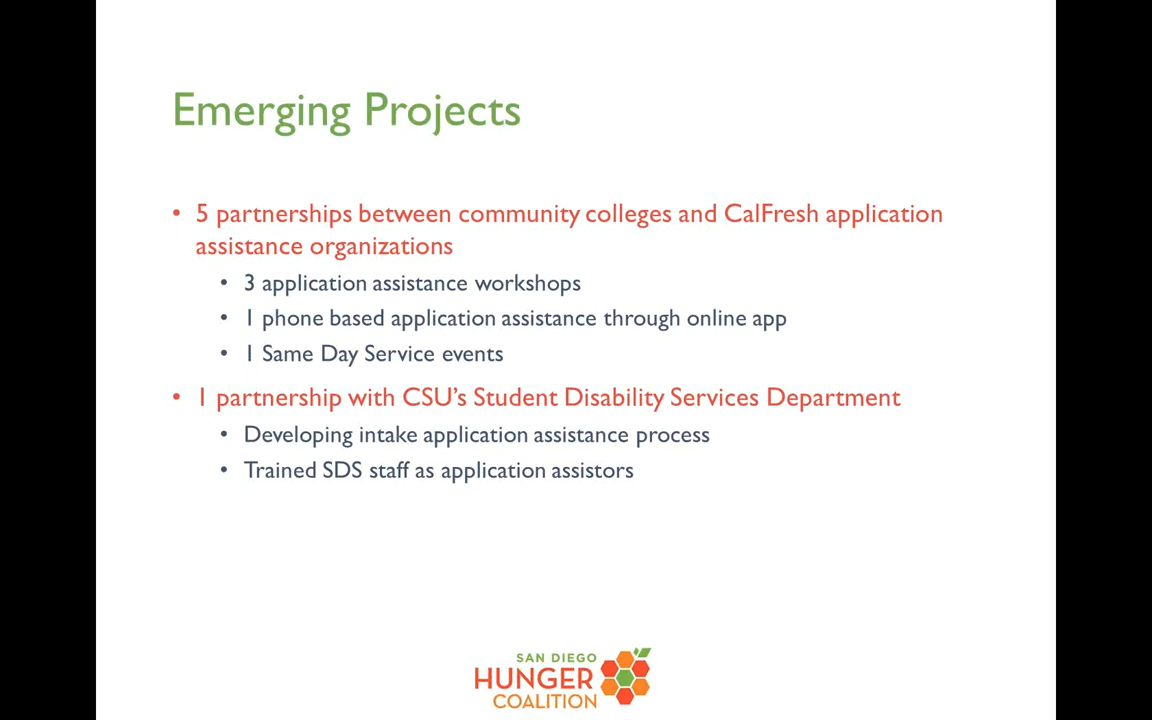 Emerging Projects
• 5 partnerships between community colleges and CalFresh application
assistance organizations
• 3 application assistance workshops
• 1 phone based application assistance through online app
• 1 Same Day Service events
• 1 partnership with CSU's Student Disability Services Department
• Developing intake application assistance process
• Trained SDS staff as application assistors
SAN DIEGO
HUNGER
COALITION